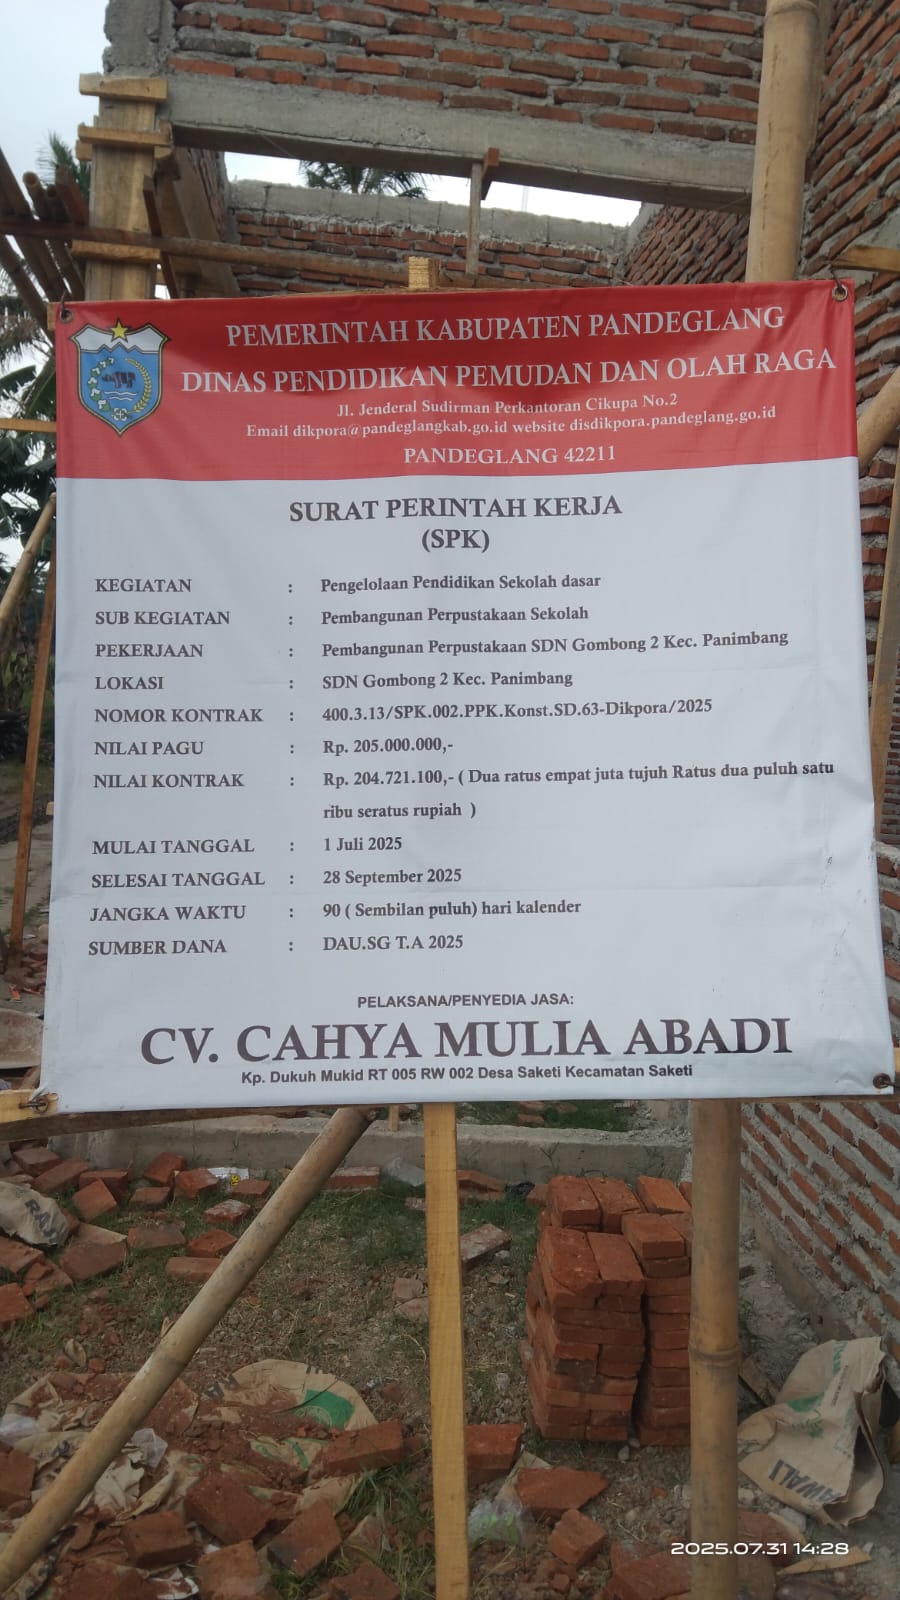 PEMERINTAH KABUPATEN PANDEGLANG
DINAS PENDIDIKAN PEMUDAN DAN OLAH RAGA
Jl. Jenderal Sudirman Perkantoran Cikupa No.2
Email dikpora@pandeglangkab.go.id website disdikpora.pandeglang.go.id
PANDEGLANG 42211
SURAT PERINTAH KERJA
(SPK)
KEGIATAN : Pengelolaan Pendidikan Sekolah dasar
SUB KEGIATAN : Pembangunan Perpustakaan Sekolah
PEKERJAAN : Pembangunan Perpustakaan SDN Gombong 2 Kec. Panimbang
LOKASI : SDN Gombong 2 Kec. Panimbang
NOMOR KONTRAK : 400.3.13/SPK.002.PPK.Konst.SD.63-Dikpora/2025
NILAI PAGU : Rp. 205.000.000,-
NILAI KONTRAK : Rp. 204.721.100,- ( Dua ratus empat juta tujuh Ratus dua puluh satu
ribu seratus rupiah )
MULAI TANGGAL : 1 Juli 2025
SELESAI TANGGAL : 28 September 2025
JANGKA WAKTU : 90 ( Sembilan puluh) hari kalender
SUMBER DANA : DAU.SG T.A 2025
PELAKSANA/PENYEDIA JASA:
CV. CAHYA MULIA ABADI
Kp. Dukuh Mukid RT 005 RW 002 Desa Saketi Kecamatan Saketi
2025.07.31 14:28